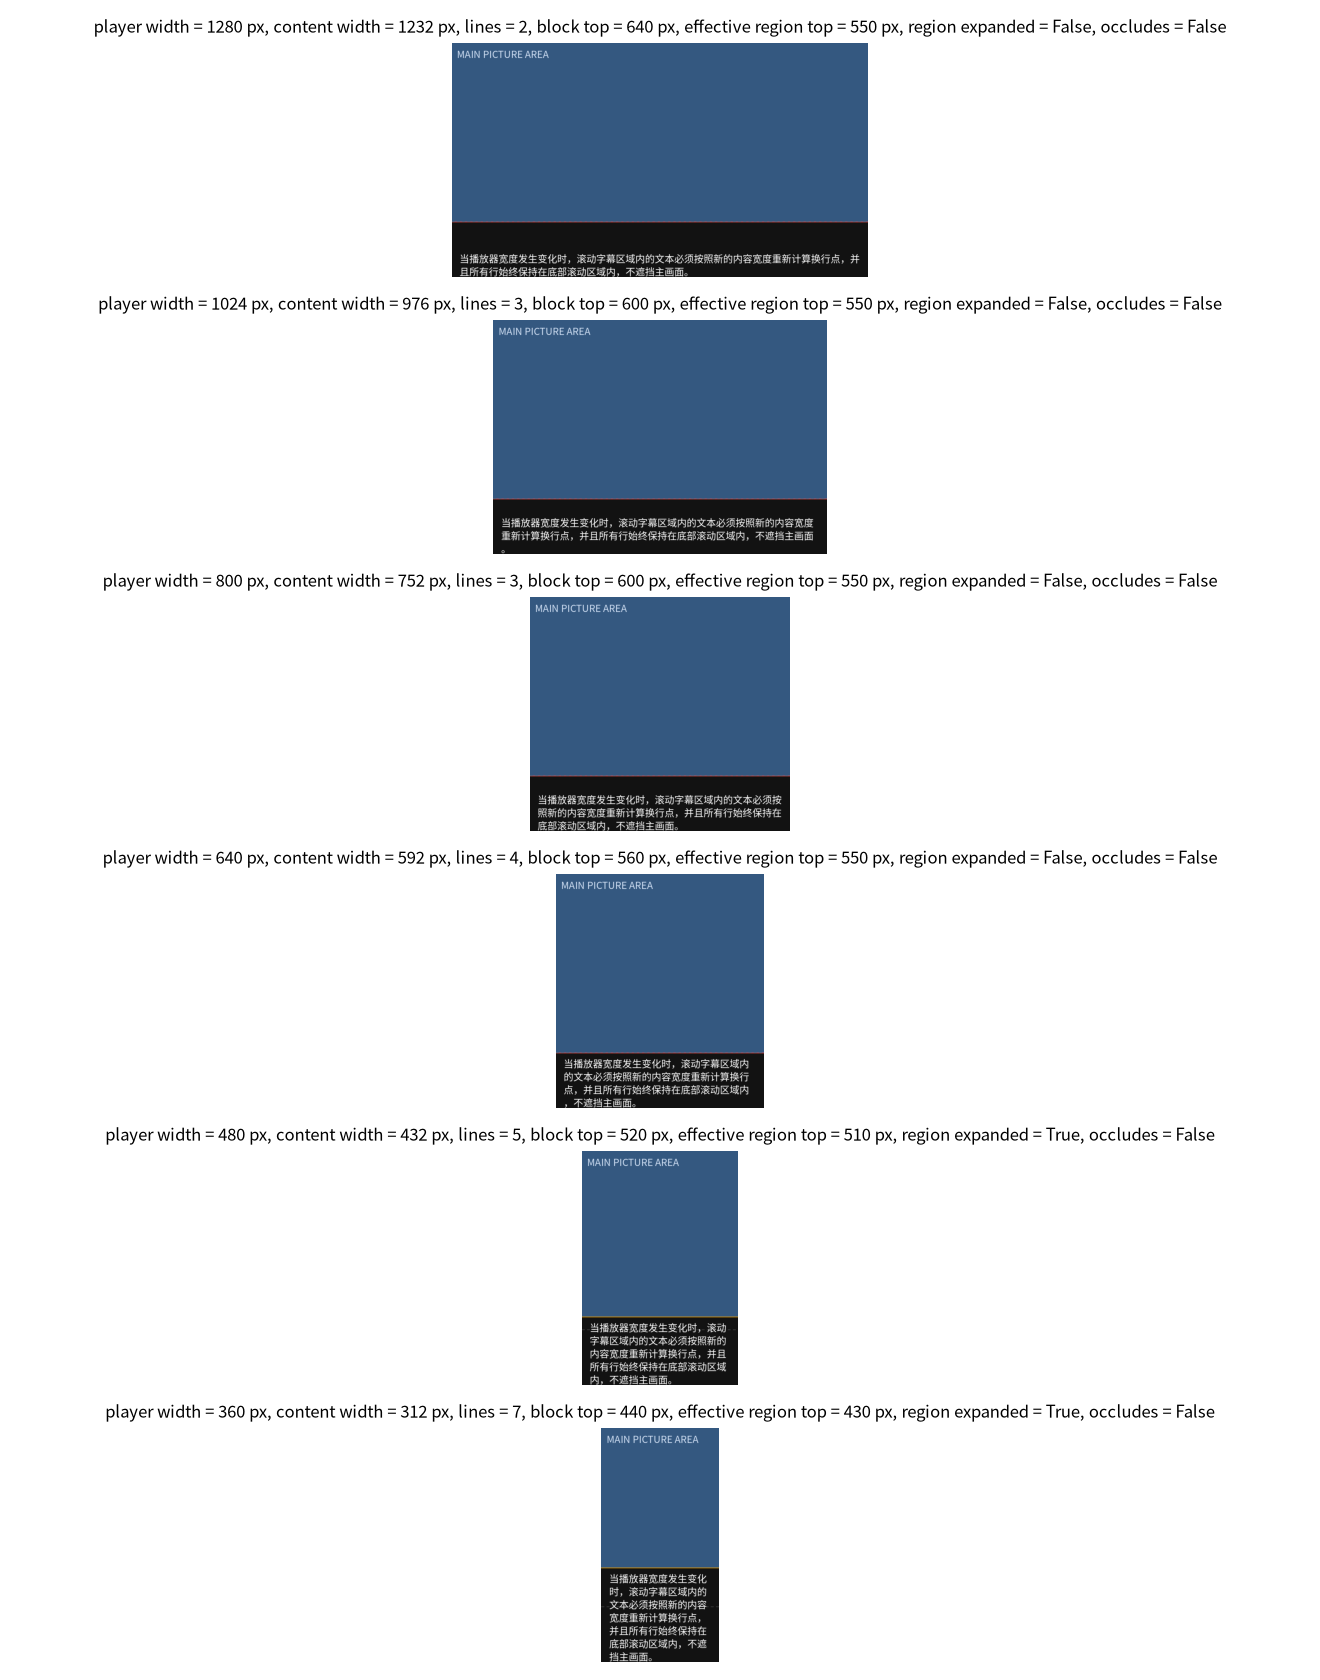 player width = 1280 px, content width = 1232 px, lines = 2, block top = 640 px, effective region top = 550 px, region expanded = False, occludes = False
MAIN PICTURE AREA
当播放器宽度发生变化时，滚动字幕区域内的文本必须按照新的内容宽度重新计算换行点，并
且所有行始终保持在底部滚动区域内，不遮挡主画面。
player width = 1024 px, content width = 976 px, lines = 3, block top = 600 px, effective region top = 550 px, region expanded = False, occludes = False
MAIN PICTURE AREA
当播放器宽度发生变化时，滚动字幕区域内的文本必须按照新的内容宽度
重新计算换行点，并且所有行始终保持在底部滚动区域内，不遮挡主画面
。
player width = 800 px, content width = 752 px, lines = 3, block top = 600 px, effective region top = 550 px, region expanded = False, occludes = False
MAIN PICTURE AREA
当播放器宽度发生变化时，滚动字幕区域内的文本必须按
照新的内容宽度重新计算换行点，并且所有行始终保持在
底部滚动区域内，不遮挡主画面。
player width = 640 px, content width = 592 px, lines = 4, block top = 560 px, effective region top = 550 px, region expanded = False, occludes = False
MAIN PICTURE AREA
当播放器宽度发生变化时，滚动字幕区域内
的文本必须按照新的内容宽度重新计算换行
点，并且所有行始终保持在底部滚动区域内
，不遮挡主画面。
player width = 480 px, content width = 432 px, lines = 5, block top = 520 px, effective region top = 510 px, region expanded = True, occludes = False
MAIN PICTURE AREA
当播放器宽度发生变化时，滚动
字幕区域内的文本必须按照新的
内容宽度重新计算换行点，并且
所有行始终保持在底部滚动区域
内，不遮挡主画面。
player width = 360 px, content width = 312 px, lines = 7, block top = 440 px, effective region top = 430 px, region expanded = True, occludes = False
MAIN PICTURE AREA
当播放器宽度发生变化
时，滚动字幕区域内的
文本必须按照新的内容
宽度重新计算换行点，
并且所有行始终保持在
底部滚动区域内，不遮
挡主画面。